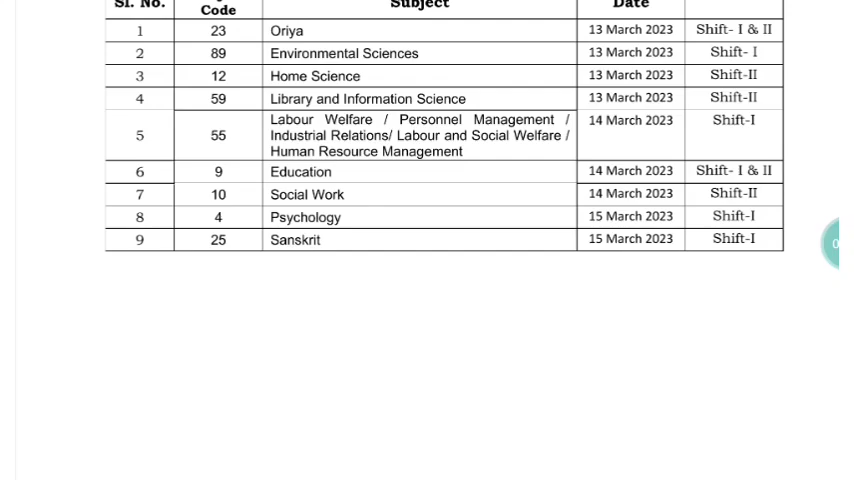 Sl. No. Code Subject Date
1 23 Oriya 13 March 2023 Shift- I & II
2 89 Environmental Sciences 13 March 2023 Shift- I
3 12 Home Science 13 March 2023 Shift-II
4 59 Library and Information Science 13 March 2023 Shift-II
5 55 Labour Welfare / Personnel Management / 14 March 2023 Shift-I
Industrial Relations/ Labour and Social Welfare /
Human Resource Management
6 9 Education 14 March 2023 Shift- I & II
7 10 Social Work 14 March 2023 Shift-II
8 4 Psychology 15 March 2023 Shift-I
9 25 Sanskrit 15 March 2023 Shift-I